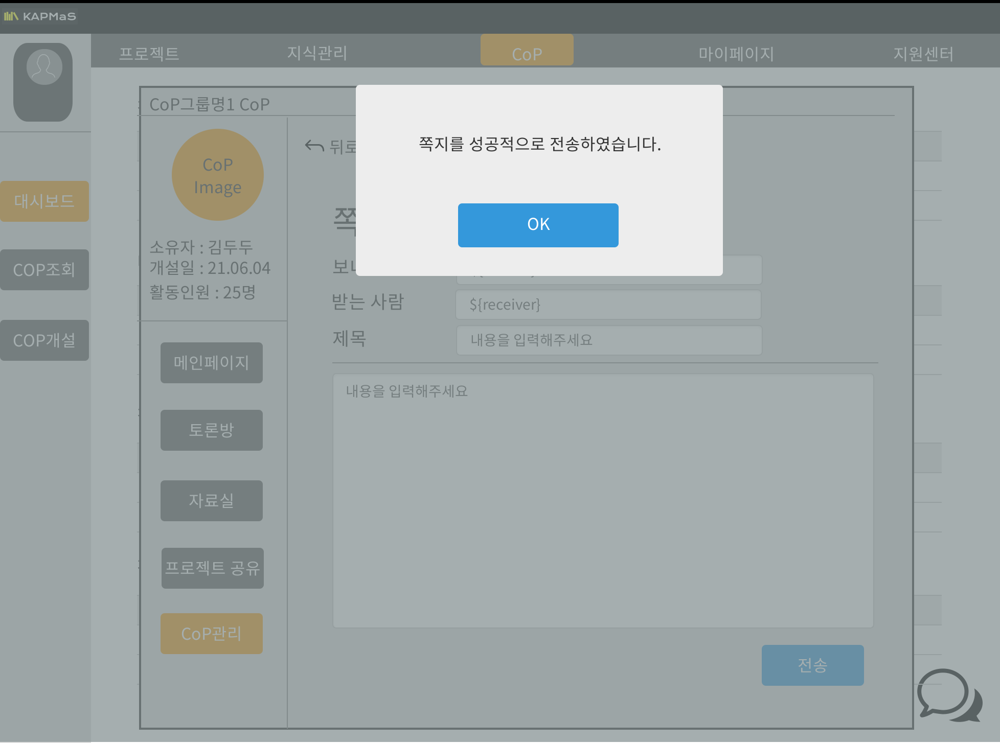 KAPMaS
프로젝트
지식관리
CoP
마이페이지
지원센터
대시보드
COP조회
COP개설
CoP그룹명1 CoP
CoP
Image
소유자 : 김두두
개설일 : 21.06.04
활동인원 : 25명
메인페이지
토론방
자료실
프로젝트 공유
CoP관리
쪽지를 성공적으로 전송하였습니다.
OK
뒤로
쪽
받는 사람
${receiver}
제목
내용을 입력해주세요
내용을 입력해주세요
전송